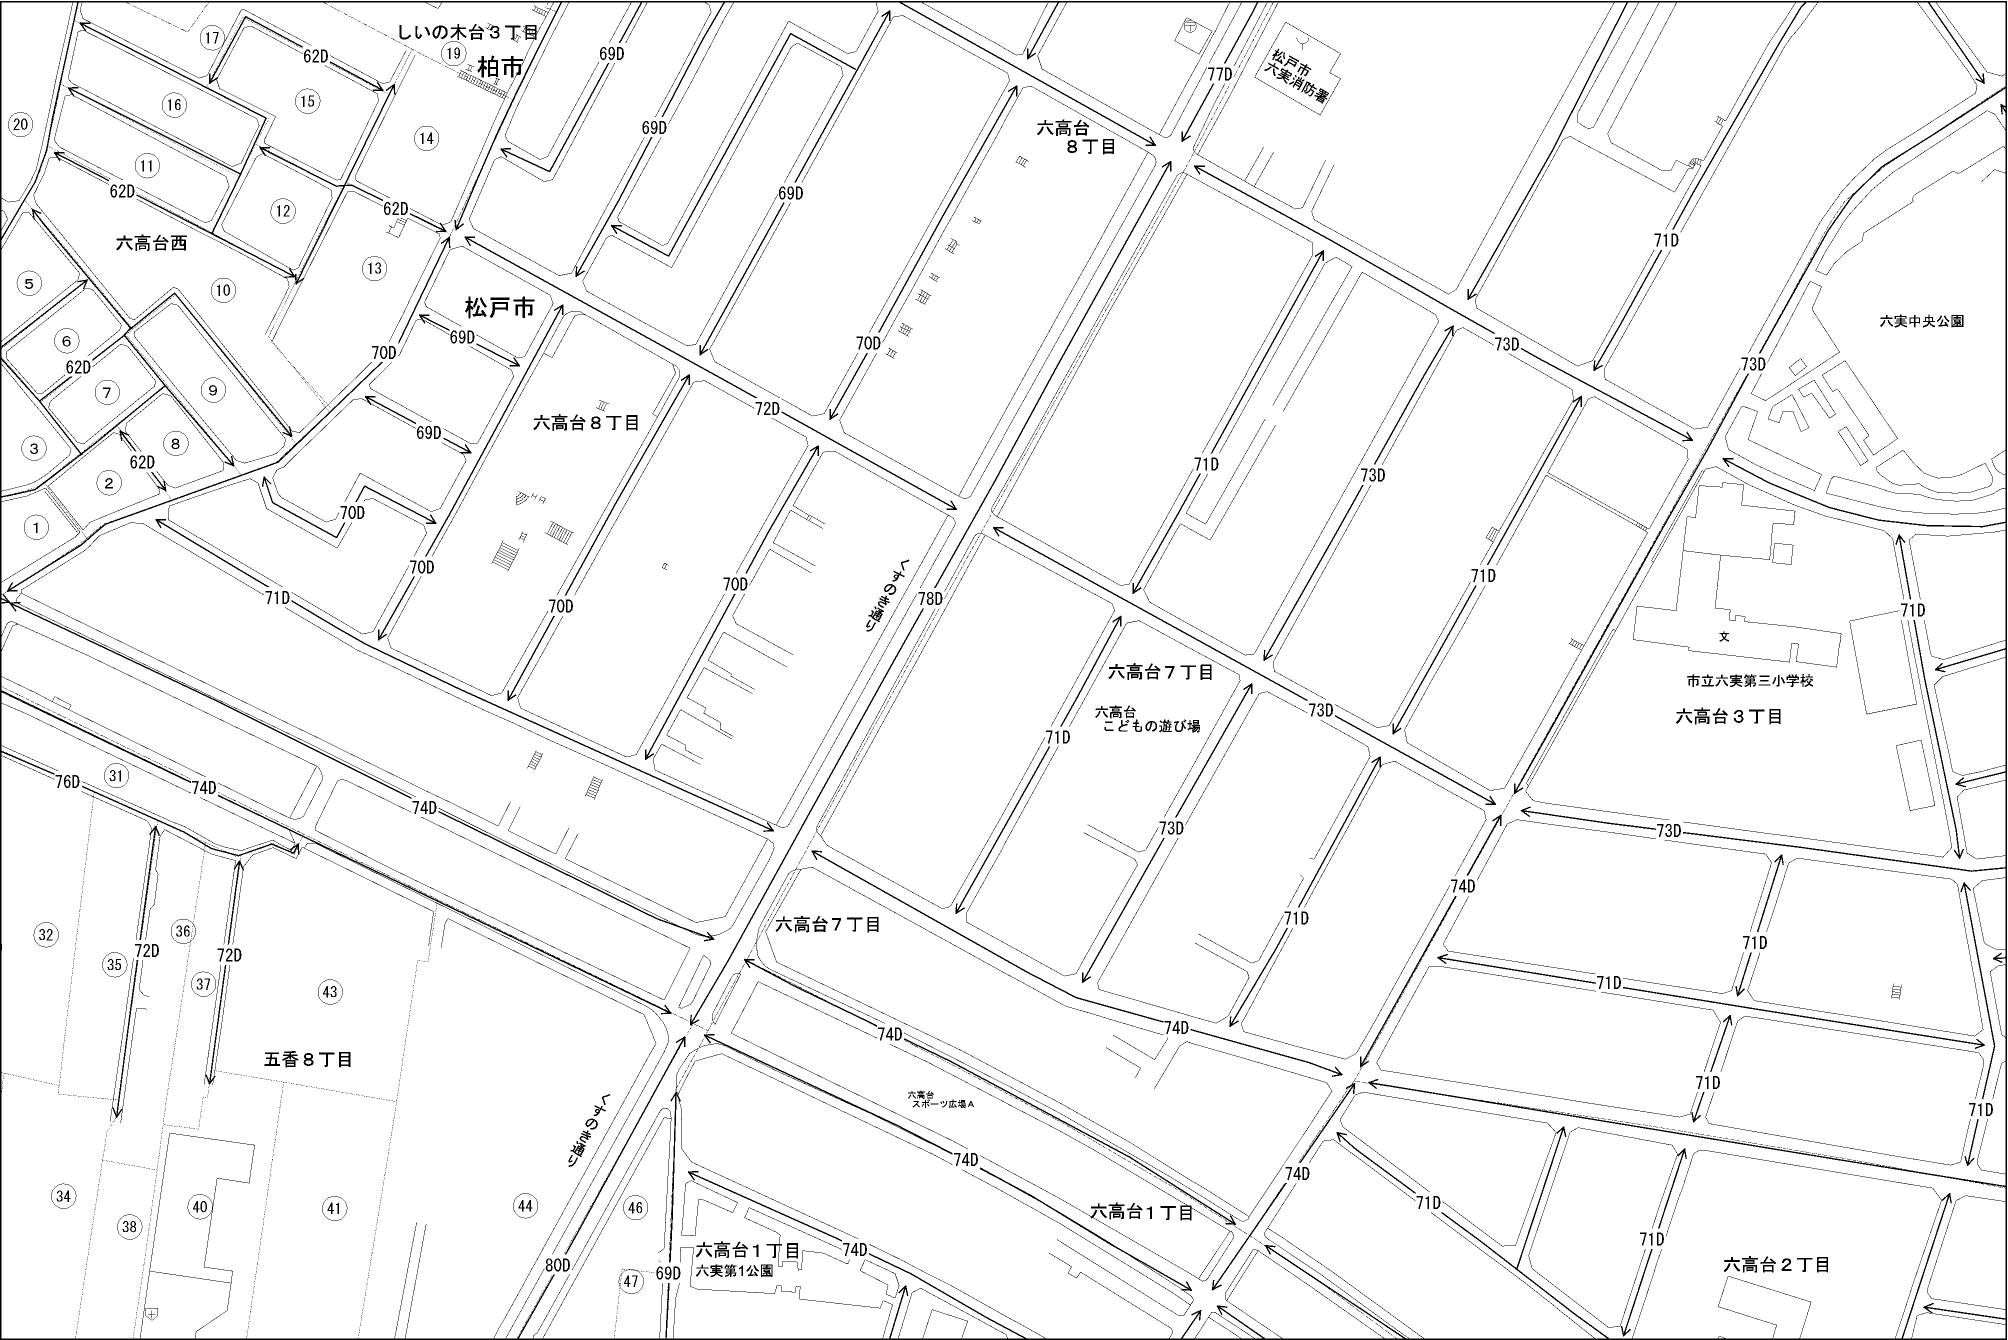 しいの木台３丁目
柏市
17
19
62D
69D
77D
松戸市
六実消防署
16
15
20
14
69D
六高台
８丁目
11
12
62D
62D
69D
六高台西
13
71D
10
5
松戸市
六実中央公園
6
69D
70D
70D
73D
62D
73D
9
7
72D
六高台８丁目
69D
8
3
62D
71D
73D
2
1
70D
くすのき通り
70D
71D
71D
70D
70D
78D
71D
文
六高台７丁目
市立六実第三小学校
73D
六高台
こどもの遊び場
六高台３丁目
71D
31
76D
74D
74D
73D
73D
74D
六高台７丁目
71D
36
32
72D
72D
35
71D
37
43
71D
74D
74D
五香８丁目
71D
六高台
スポーツ広場Ａ
71D
くすのき通り
74D
74D
34
40
41
44
46
71D
38
六高台１丁目
六高台１丁目
74D
71D
六実第1公園
80D
69D
47
六高台２丁目